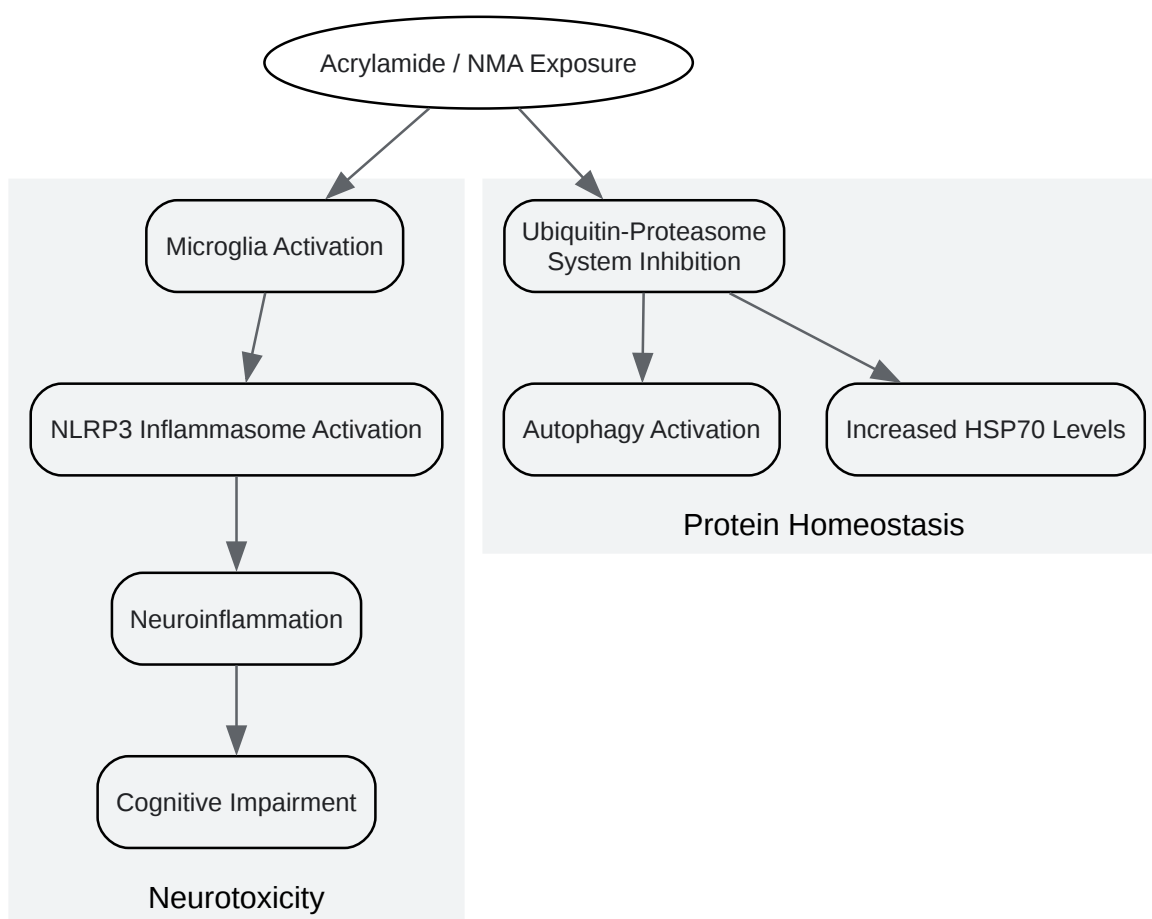 Acrylamide / NMA Exposure
Microglia Activation
Ubiquitin-Proteasome
System Inhibition
NLRP3 Inflammasome Activation
Autophagy Activation
Increased HSP70 Levels
Protein Homeostasis
Neuroinflammation
Cognitive Impairment
Neurotoxicity